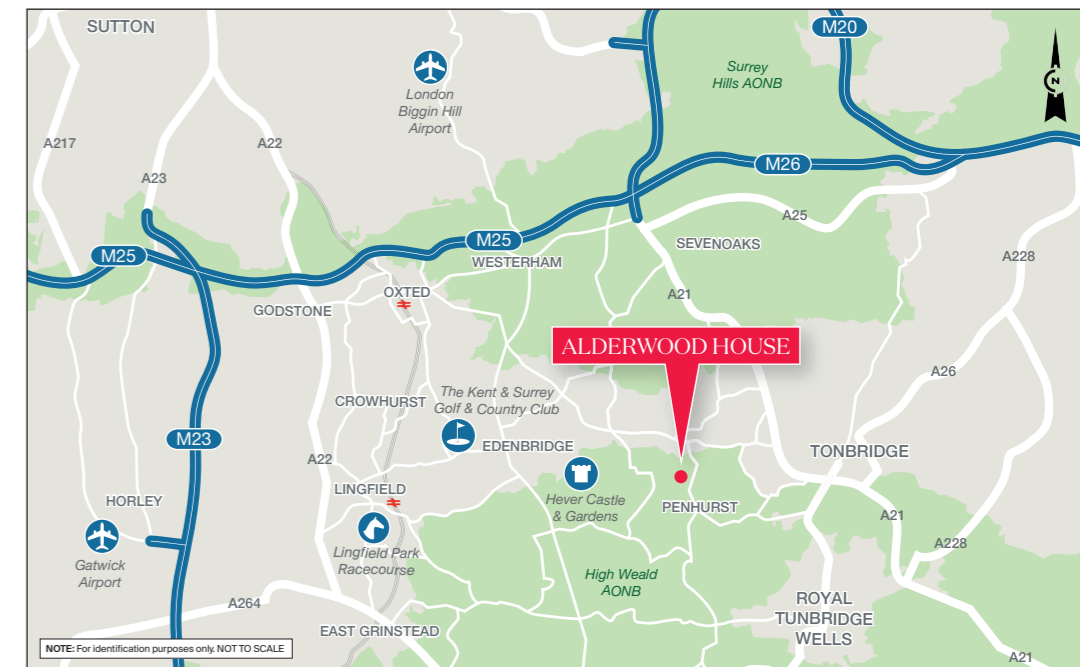 SUTTON
M20
Surrey
Hills AONB
N
London
Biggin Hill
Airport
A217
A22
A23
M26
A25
M25
M25
SEVENOAKS
WESTERHAM
A228
OXTED
A21
GODSTONE
ALDERWOOD HOUSE
A26
The Kent & Surrey
Golf & Country Club
CROWHURST
M23
EDENBRIDGE
TONBRIDGE
A22
LINGFIELD
HORLEY
Hever Castle
& Gardens
PENHURST
A21
Lingfield Park
Racecourse
A228
Gatwick
Airport
High Weald
AONB
A264
ROYAL
TUNBRIDGE
WELLS
EAST GRINSTEAD
NOTE: For identification purposes only. NOT TO SCALE
A21